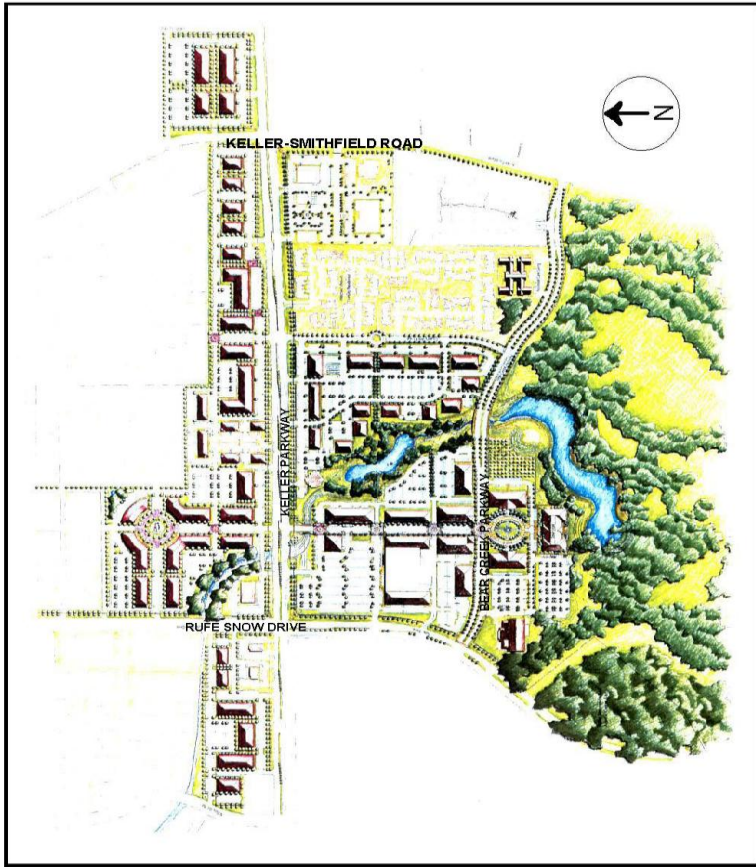 N
KELLER-SMITHFIELD ROAD
KELLER PARKWAY
BEAR CREEK PARKWAY
RUFE SNOW DRIVE